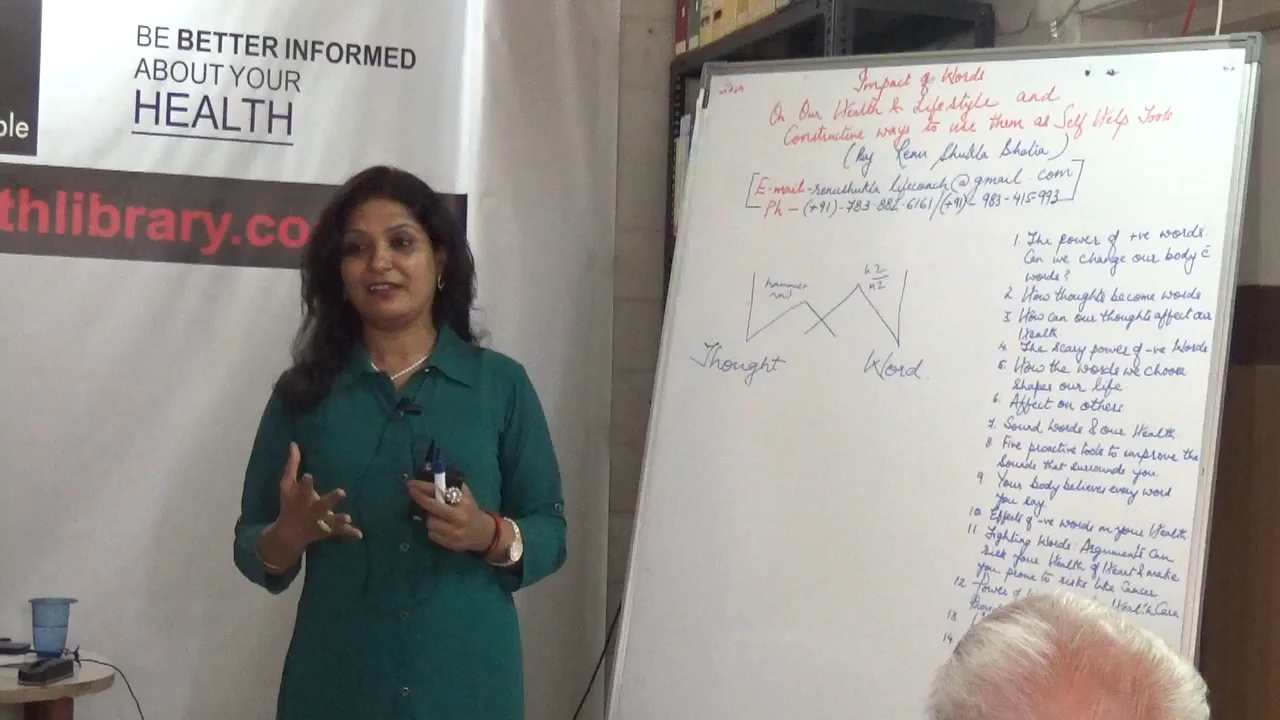 ble
BE BETTER INFORMED
ABOUT YOUR
HEALTH
thlibrary.co
Impact of Words
On Our Health & Lifestyle and
Constructive ways to use them as Self Help Tools
(By Renu Shukla Bhatia)
E-mail-renushukla.lifecoach@gmail.com
Ph - (+91)-783-882-6161/(+91)- 983-415-993
hammer
Thought
Word
1. The power of +ve words.
Can we change our body c̄
words?
2. How thoughts become words
3. How can our thoughts affect our
Health.
4. The scary power of -ve Words
5. How the words we choose
shapes our life.
6. Affect on others
7. Sound Words & our Health
8. Five proactive tools to improve the
Sounds that surrounds you
9. Your body believes every word
you say.
10. Effects of -ve words on your Health.
11. Fighting Words: Arguments Can
your Health of Heart & make
you prone to risks like Cancer
12. Power of
Health Care
13.
14.